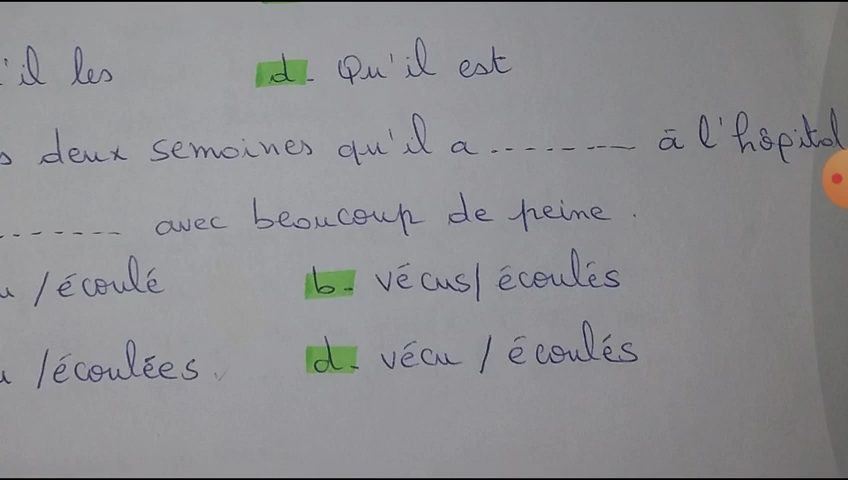 'il les d- Qu'il est
s deux semaines qu'il a ......... à l'hôpital
....... avec beaucoup de peine.
u / écoulé b- vécus / écoulés
u / écoulées d- vécu / écoulés